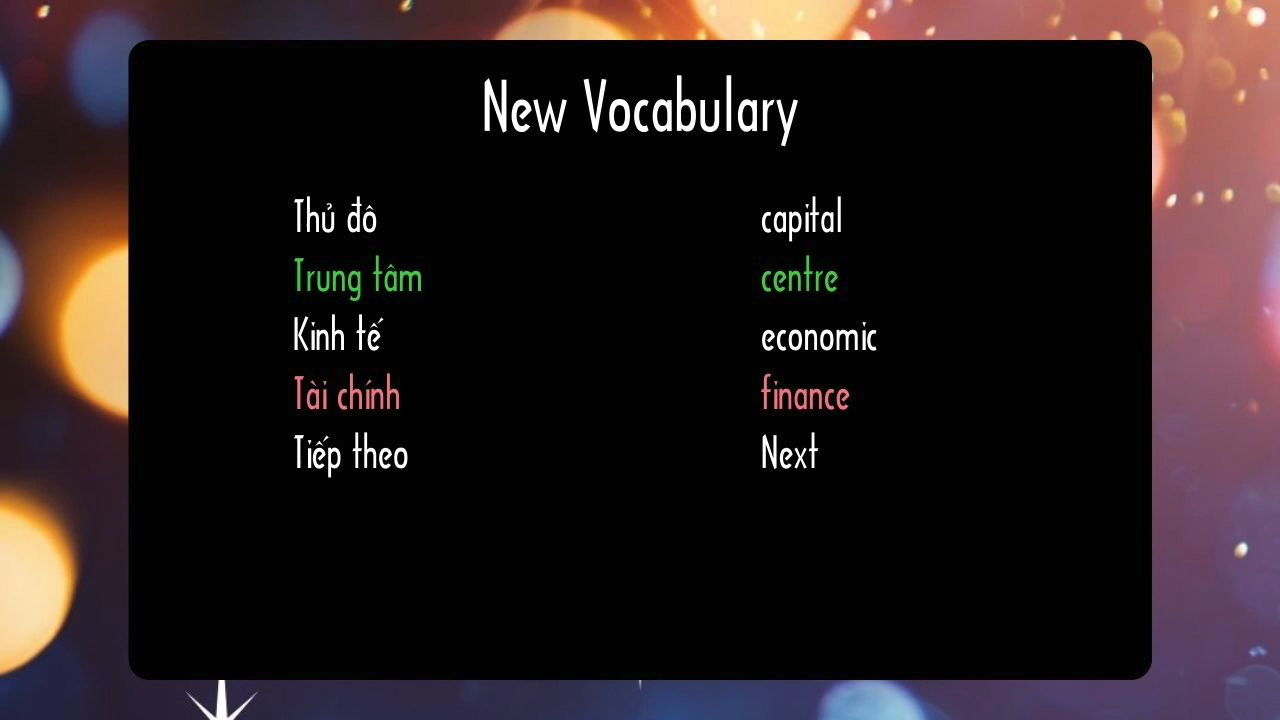 New Vocabulary
Thủ đô capital
Trung tâm centre
Kinh tế economic
Tài chính finance
Tiếp theo Next